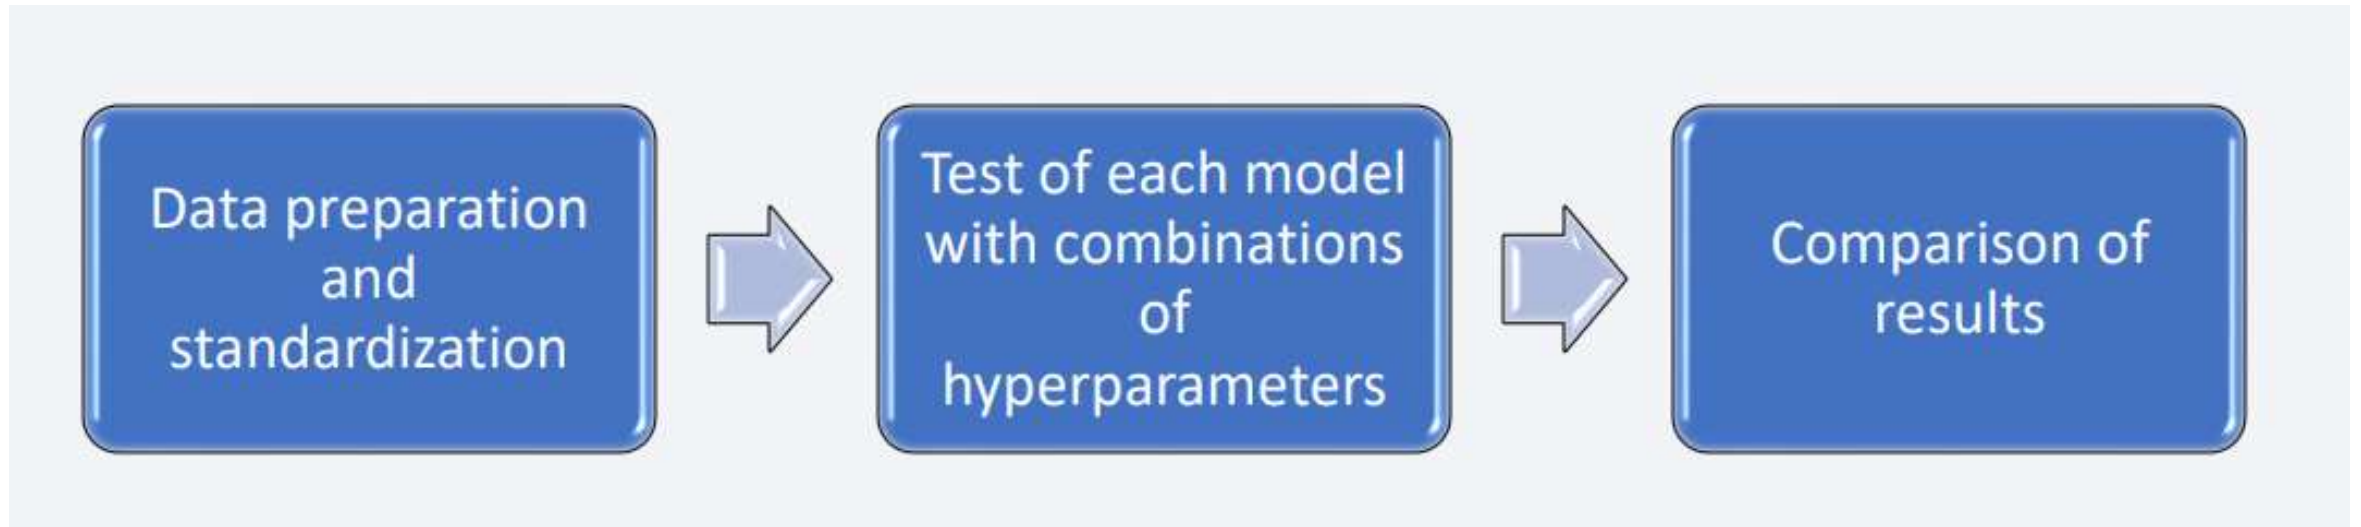 Data preparation
and
standardization
Test of each model
with combinations
of
hyperparameters
Comparison of
results